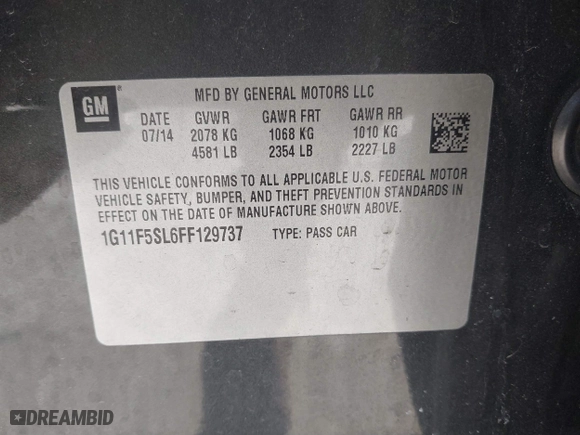 GM
MFD BY GENERAL MOTORS LLC
DATE GVWR GAWR FRT GAWR RR
07/14 2078 KG 1068 KG 1010 KG
4581 LB 2354 LB 2227 LB
THIS VEHICLE CONFORMS TO ALL APPLICABLE U.S. FEDERAL MOTOR
VEHICLE SAFETY, BUMPER, AND THEFT PREVENTION STANDARDS IN
EFFECT ON THE DATE OF MANUFACTURE SHOWN ABOVE.
1G11F5SL6FF129737 TYPE: PASS CAR
DREAMBID